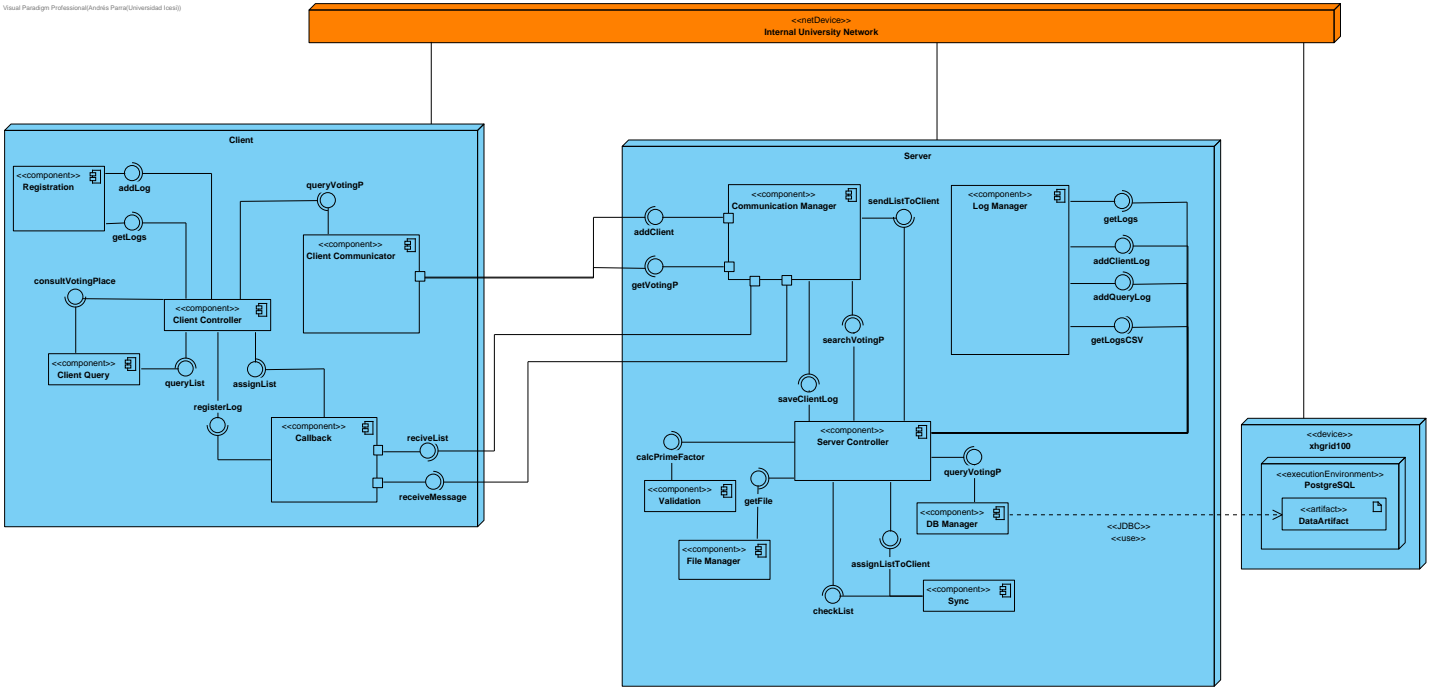 Visual Paradigm Professional(Andrés Parra(Universidad Icesi))
<<netDevice>>
Internal University Network
Client
<<component>>
Registration
addLog
getLogs
queryVotingP
<<component>>
Client Communicator
consultVotingPlace
<<component>>
Client Controller
<<component>>
Client Query
queryList
assignList
registerLog
<<component>>
Callback
reciveList
receiveMessage
Server
<<component>>
Communication Manager
addClient
getVotingP
sendListToClient
<<component>>
Log Manager
getLogs
addClientLog
addQueryLog
getLogsCSV
searchVotingP
saveClientLog
<<component>>
Server Controller
calcPrimeFactor
<<component>>
Validation
getFile
<<component>>
File Manager
queryVotingP
<<component>>
DB Manager
assignListToClient
checkList
<<component>>
Sync
<<JDBC>>
<<use>>
<<device>>
xhgrid100
<<executionEnvironment>>
PostgreSQL
<<artifact>>
DataArtifact